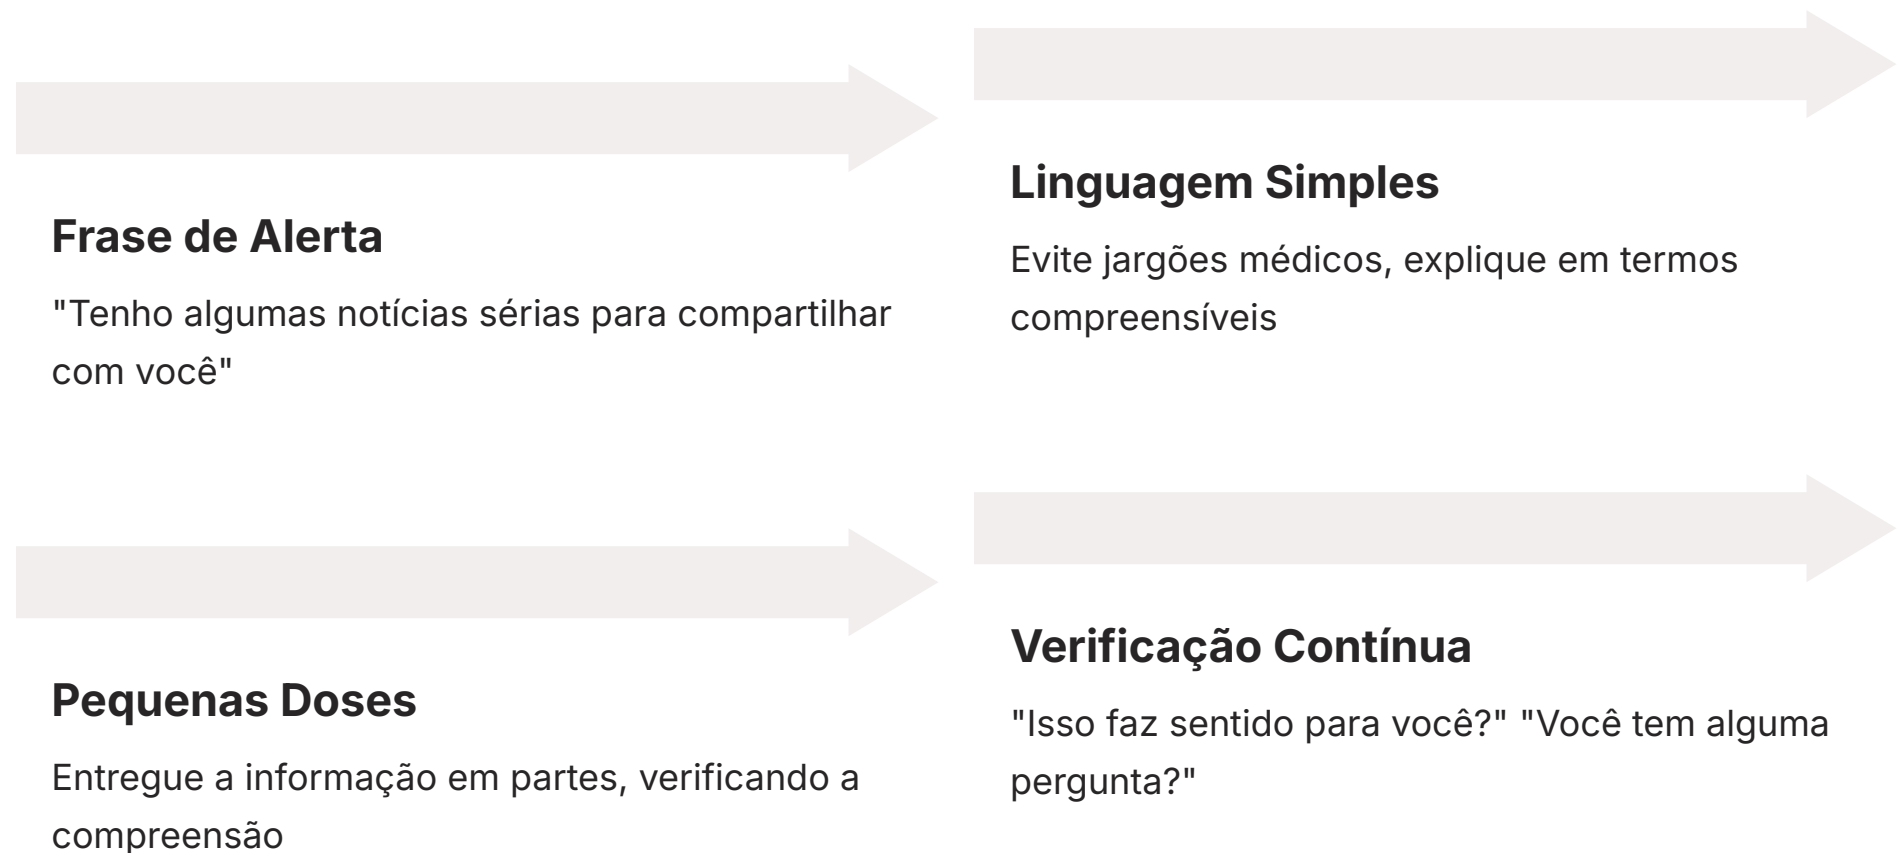 Frase de Alerta
"Tenho algumas notícias sérias para compartilhar
com você"
Linguagem Simples
Evite jargões médicos, explique em termos
compreensíveis
Pequenas Doses
Entregue a informação em partes, verificando a
compreensão
Verificação Contínua
"Isso faz sentido para você?" "Você tem alguma
pergunta?"